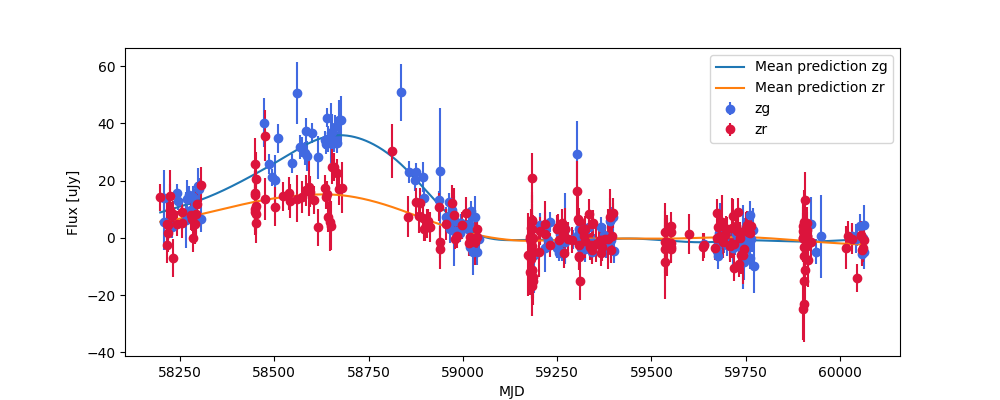 60
40
20
0
−20
−40
Flux [uJy]
58250
58500
58750
59000
59250
59500
59750
60000
MJD
Mean prediction zg
Mean prediction zr
zg
zr